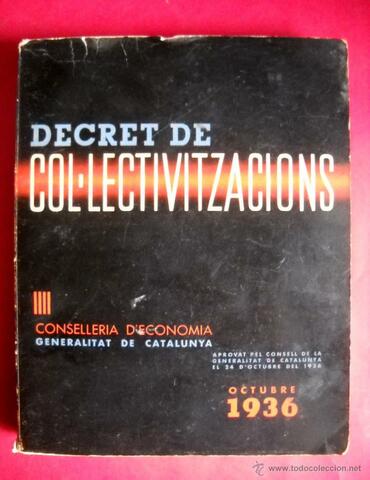 DECRET DE
COL·LECTIVITZACIONS
CONSELLERIA D'ECONOMIA
GENERALITAT DE CATALUNYA
APROVAT PEL CONSELL DE LA
GENERALITAT DE CATALUNYA
EL 24 D'OCTUBRE DEL 1936
OCTUBRE
1936
© www.todocoleccion.net